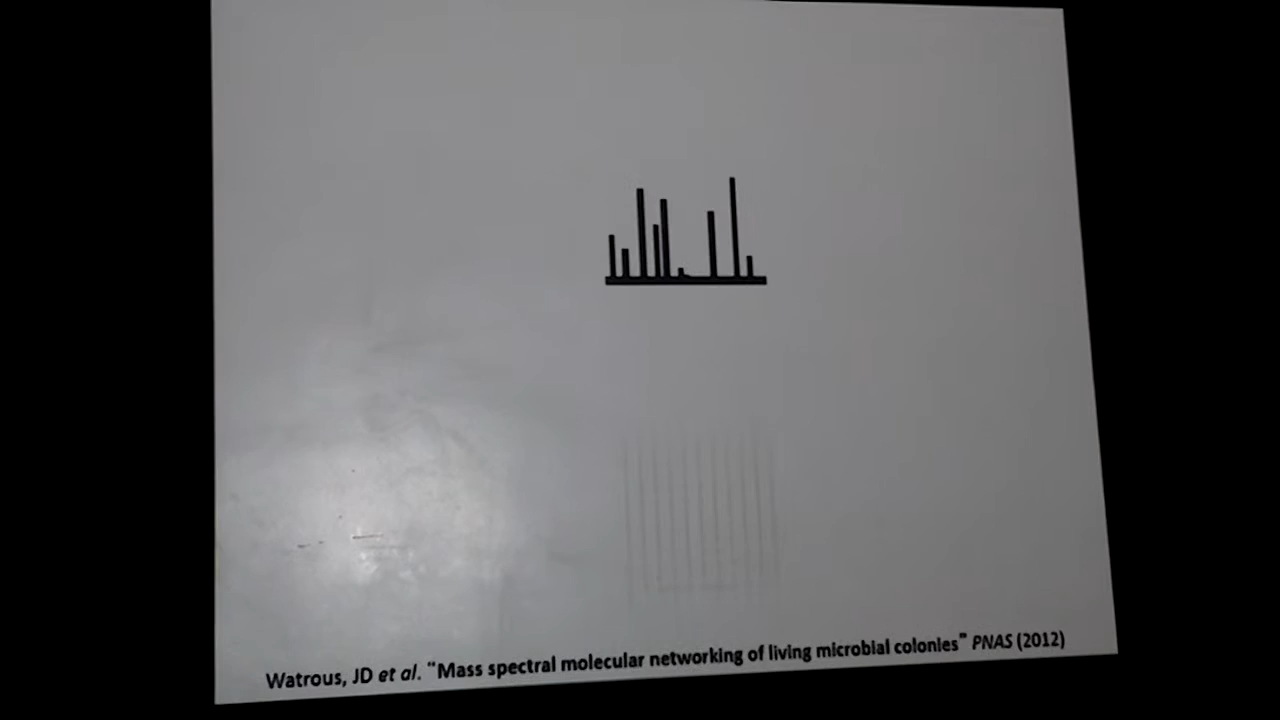 Watrous, JD et al. "Mass spectral molecular networking of living microbial colonies" PNAS (2012)